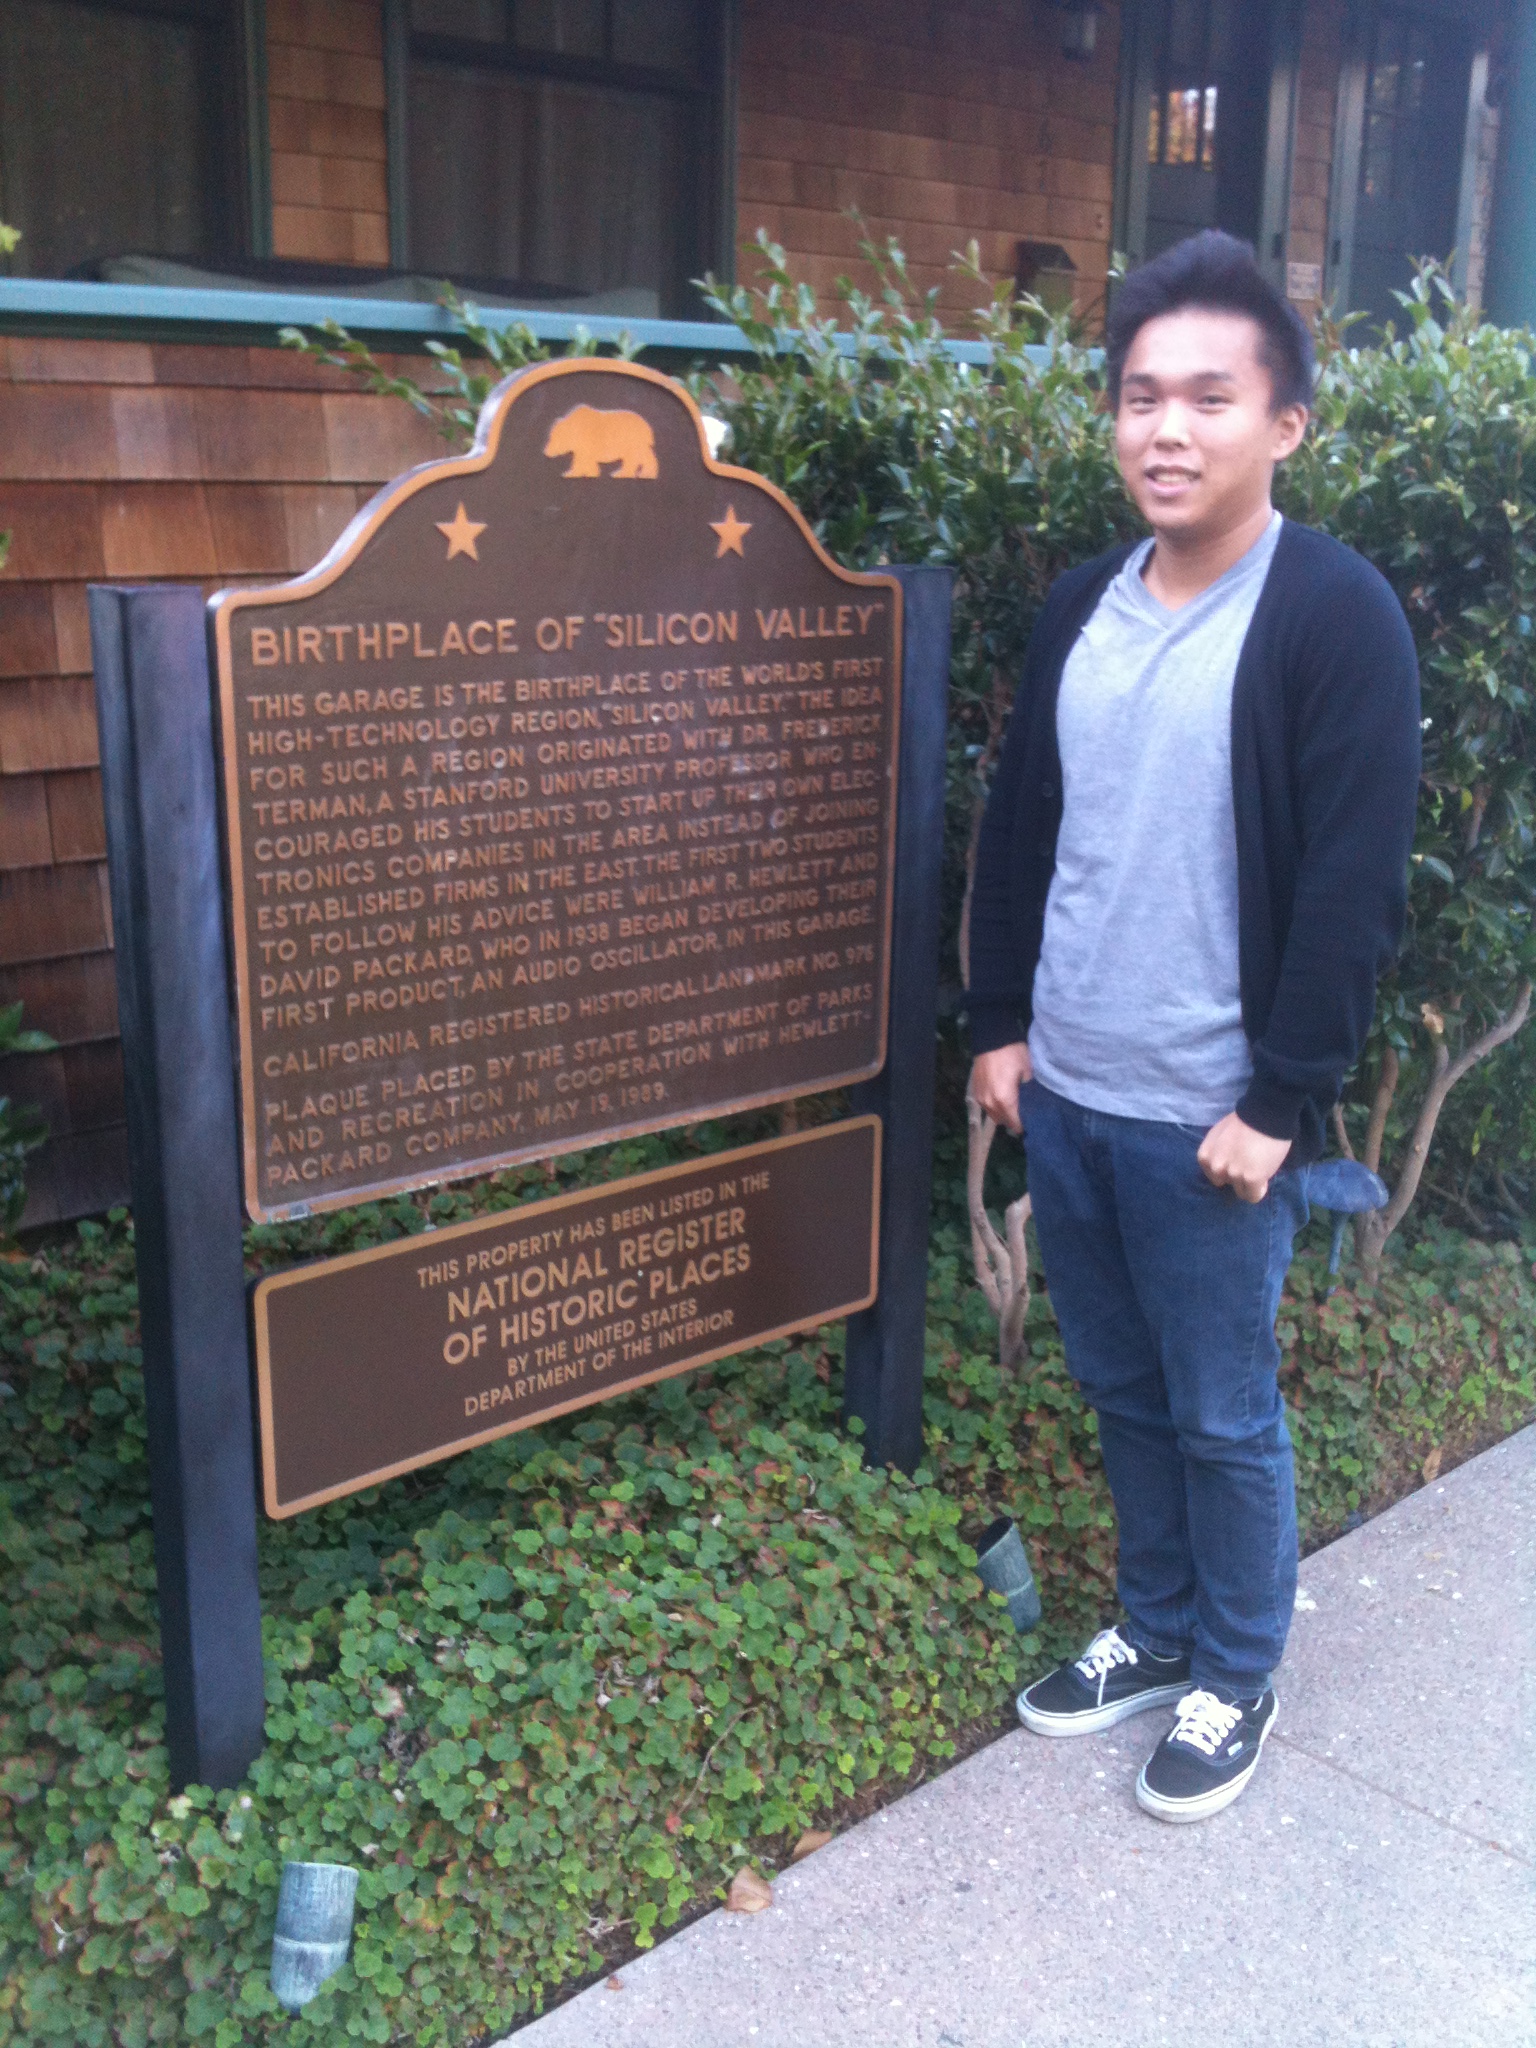 BIRTHPLACE OF "SILICON VALLEY"
THIS GARAGE IS THE BIRTHPLACE OF THE WORLD'S FIRST
HIGH-TECHNOLOGY REGION, "SILICON VALLEY." THE IDEA
FOR SUCH A REGION ORIGINATED WITH DR. FREDERICK
TERMAN, A STANFORD UNIVERSITY PROFESSOR WHO EN-
COURAGED HIS STUDENTS TO START UP THEIR OWN ELEC-
TRONICS COMPANIES IN THE AREA INSTEAD OF JOINING
ESTABLISHED FIRMS IN THE EAST. THE FIRST TWO STUDENTS
TO FOLLOW HIS ADVICE WERE WILLIAM R. HEWLETT AND
DAVID PACKARD, WHO IN 1938 BEGAN DEVELOPING THEIR
FIRST PRODUCT, AN AUDIO OSCILLATOR, IN THIS GARAGE.
CALIFORNIA REGISTERED HISTORICAL LANDMARK NO. 976
PLAQUE PLACED BY THE STATE DEPARTMENT OF PARKS
AND RECREATION IN COOPERATION WITH HEWLETT-
PACKARD COMPANY, MAY 19, 1989.
THIS PROPERTY HAS BEEN LISTED IN THE
NATIONAL REGISTER
OF HISTORIC PLACES
BY THE UNITED STATES
DEPARTMENT OF THE INTERIOR